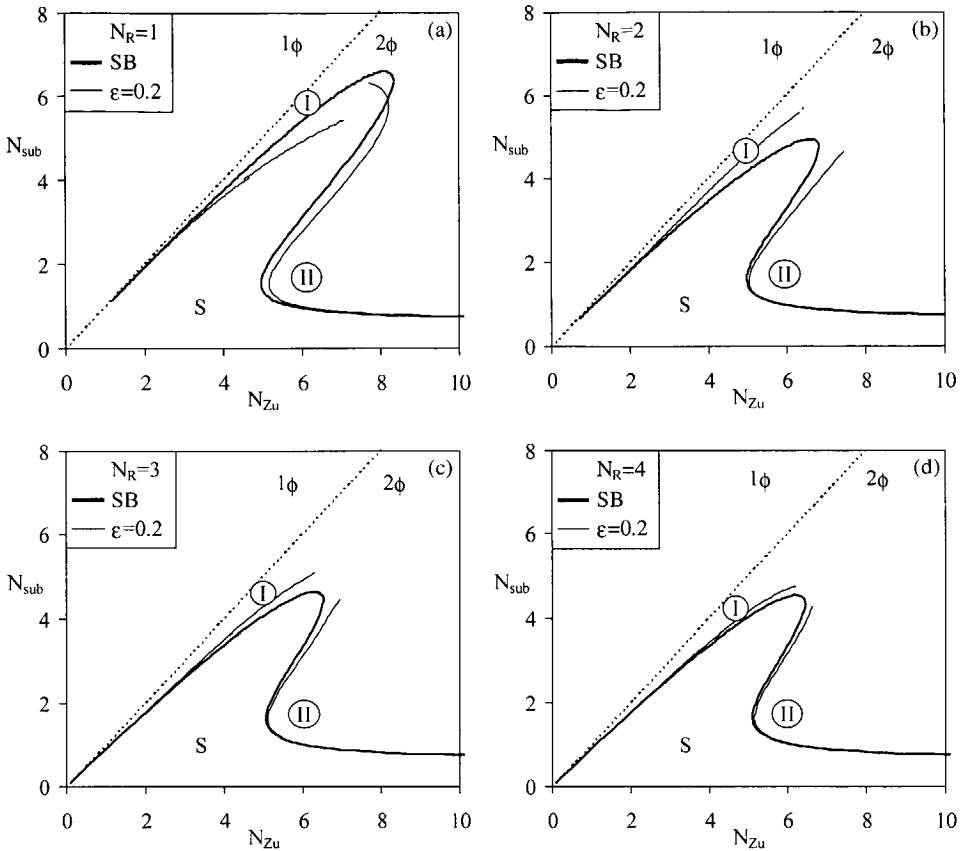 8
N_R=1
SB
ε=0.2
1ϕ
2ϕ
(a)
I
6
N_sub
4
2
II
S
0
0 2 4 6 8 10
N_Zu
8
N_R=2
SB
ε=0.2
1ϕ
2ϕ
(b)
6
N_sub
I
4
2
II
S
0
0 2 4 6 8 10
N_Zu
8
N_R=3
SB
ε=0.2
1ϕ
2ϕ
(c)
6
N_sub
I
4
2
II
S
0
0 2 4 6 8 10
N_Zu
8
N_R=4
SB
ε=0.2
1ϕ
2ϕ
(d)
6
N_sub
I
4
2
II
S
0
0 2 4 6 8 10
N_Zu